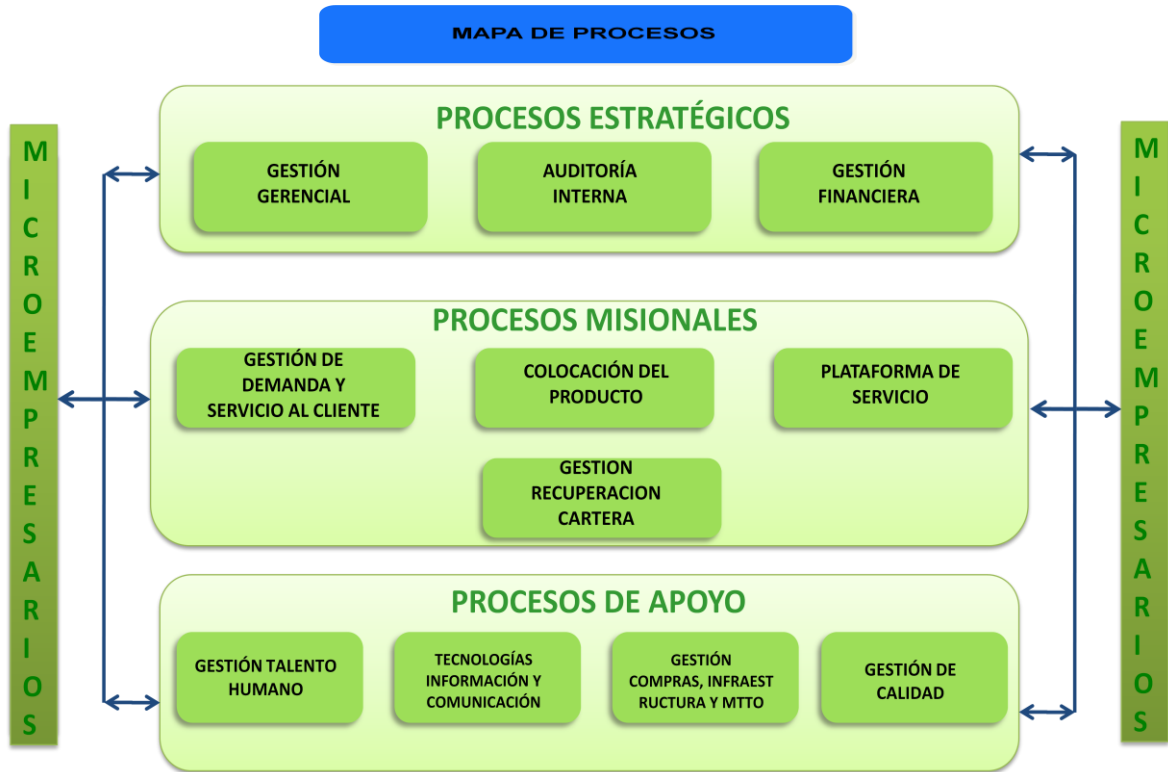 MAPA DE PROCESOS
MICROEMPRESARIOS
PROCESOS ESTRATÉGICOS
GESTIÓN
GERENCIAL
AUDITORÍA
INTERNA
GESTIÓN
FINANCIERA
PROCESOS MISIONALES
GESTIÓN DE
DEMANDA Y
SERVICIO AL CLIENTE
COLOCACIÓN DEL
PRODUCTO
PLATAFORMA DE
SERVICIO
GESTION
RECUPERACION
CARTERA
PROCESOS DE APOYO
GESTIÓN TALENTO
HUMANO
TECNOLOGÍAS
INFORMACIÓN Y
COMUNICACIÓN
GESTIÓN
COMPRAS, INFRAEST
RUCTURA Y MTTO
GESTIÓN DE
CALIDAD
MICROEMPRESARIOS